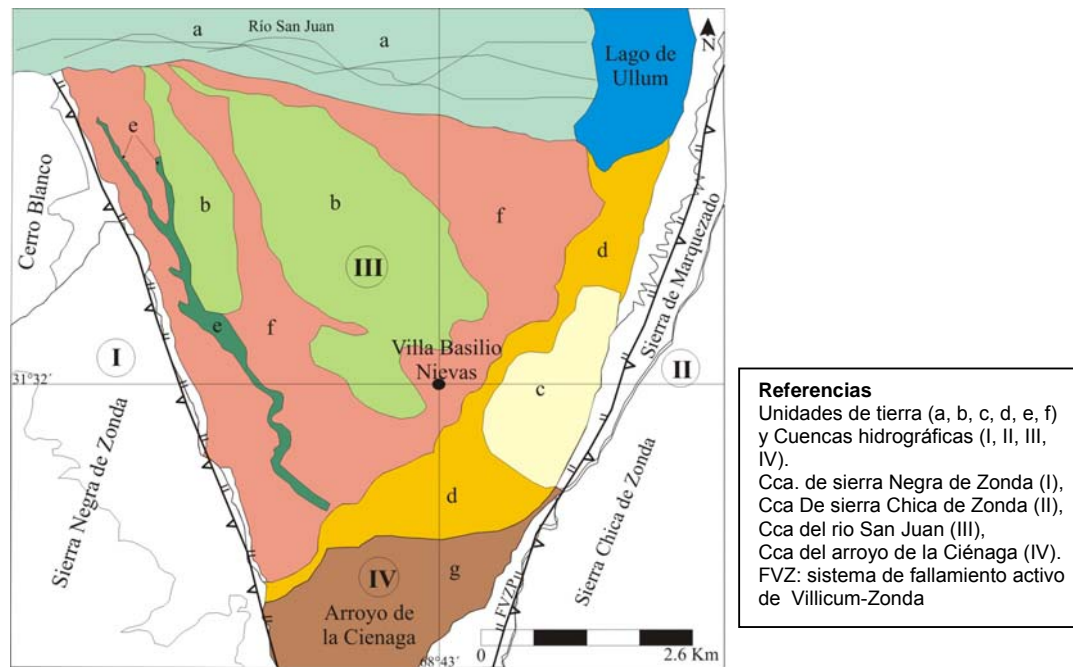 a
Río San Juan
a
N
Lago de
Ullum
e
b
b
f
d
III
Cerro Blanco
Sierra de Marquezado
e
f
I
Villa Basilio
Nievas
II
31°32´
c
Sierra Negra de Zonda
d
Sierra Chica de Zonda
IV
g
FVZP
Arroyo de
la Cienaga
68°43´
0
2.6 Km
Referencias
Unidades de tierra (a, b, c, d, e, f)
y Cuencas hidrográficas (I, II, III,
IV).
Cca. de sierra Negra de Zonda (I),
Cca De sierra Chica de Zonda (II),
Cca del rio San Juan (III),
Cca del arroyo de la Ciénaga (IV).
FVZ: sistema de fallamiento activo
de Villicum-Zonda